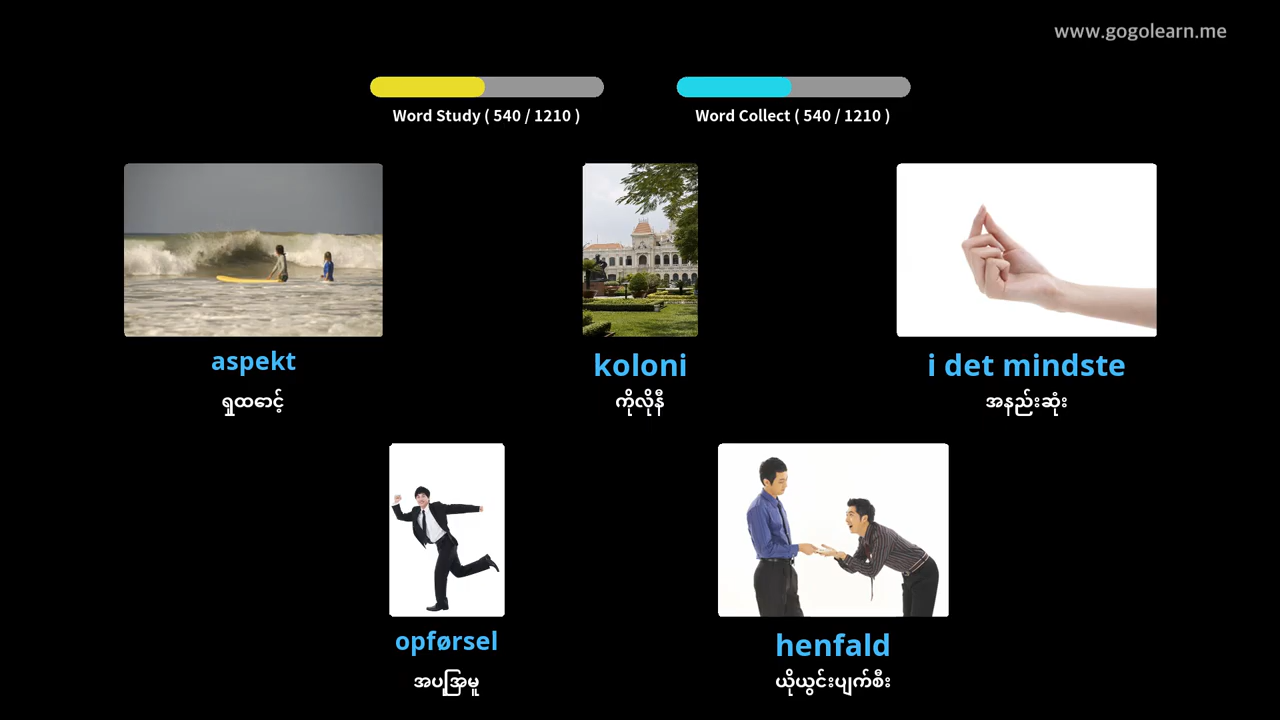 www.gogolearn.me
Word Study ( 540 / 1210 )
Word Collect ( 540 / 1210 )
aspekt
ရှုထောင့်
koloni
ကိုလိုနီ
i det mindste
အနည်းဆုံး
opførsel
အပြုအမူ
henfald
ယိုယွင်းပျက်စီး